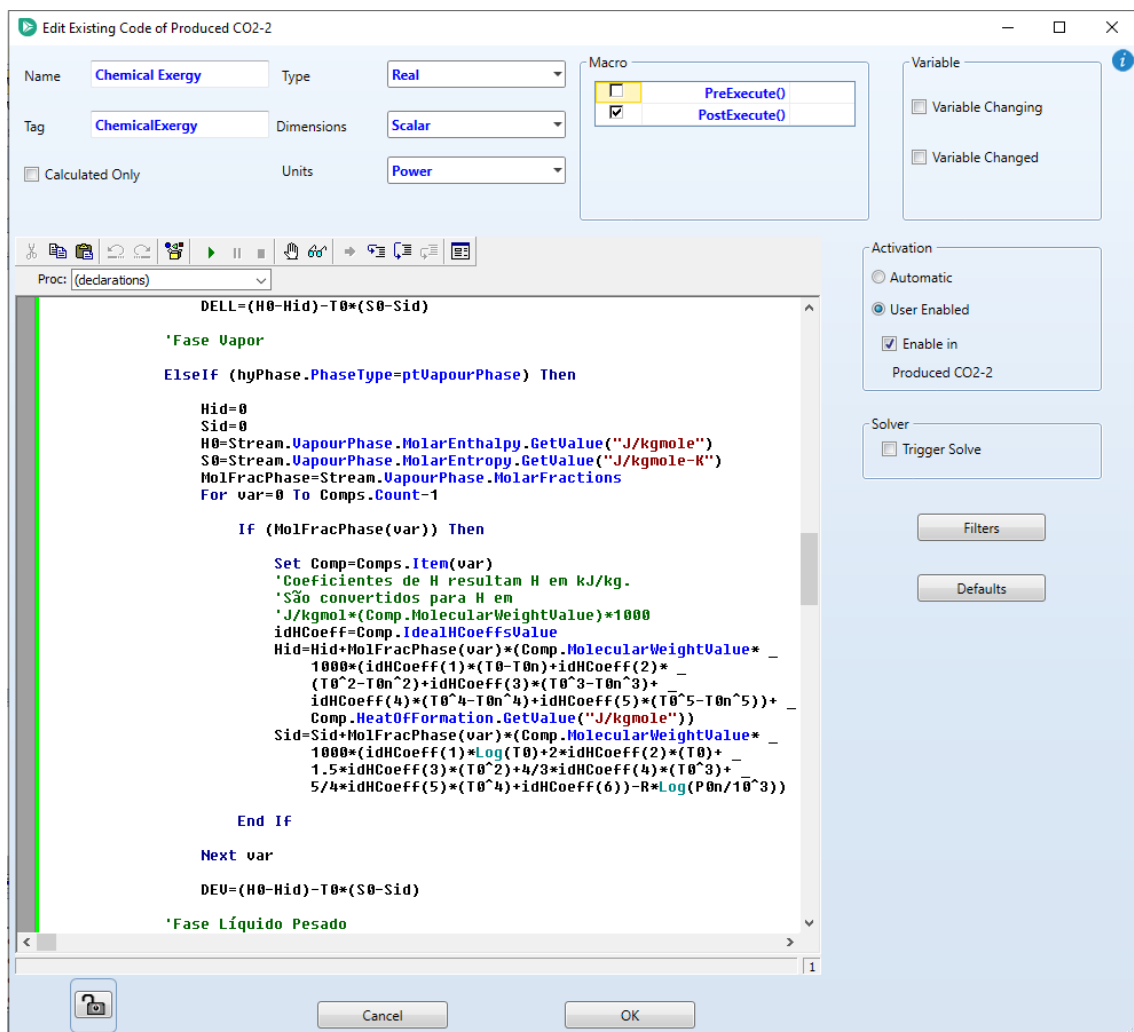 Edit Existing Code of Produced CO2-2
Name
Chemical Exergy
Type
Real
Tag
ChemicalExergy
Dimensions
Scalar
Calculated Only
Units
Power
Macro
PreExecute()
PostExecute()
Variable
Variable Changing
Variable Changed
Proc: (declarations)
DELL=(H0-Hid)-T0*(S0-Sid)
'Fase Vapor
ElseIf (hyPhase.PhaseType=ptVapourPhase) Then
Hid=0
Sid=0
H0=Stream.VapourPhase.MolarEnthalpy.GetValue("J/kgmole")
S0=Stream.VapourPhase.MolarEntropy.GetValue("J/kgmole-K")
MolFracPhase=Stream.VapourPhase.MolarFractions
For var=0 To Comps.Count-1
If (MolFracPhase(var)) Then
Set Comp=Comps.Item(var)
'Coeficientes de H resultam H em kJ/kg.
'São convertidos para H em
'J/kgmol*(Comp.MolecularWeightValue)*1000
idHCoeff=Comp.IdealHCoeffsValue
Hid=Hid+MolFracPhase(var)*(Comp.MolecularWeightValue* _
1000*(idHCoeff(1)*(T0-T0n)+idHCoeff(2)* _
(T0^2-T0n^2)+idHCoeff(3)*(T0^3-T0n^3)+ _
idHCoeff(4)*(T0^4-T0n^4)+idHCoeff(5)*(T0^5-T0n^5))+ _
Comp.HeatOfFormation.GetValue("J/kgmole"))
Sid=Sid+MolFracPhase(var)*(Comp.MolecularWeightValue* _
1000*(idHCoeff(1)*Log(T0)+2*idHCoeff(2)*(T0)+ _
1.5*idHCoeff(3)*(T0^2)+4/3*idHCoeff(4)*(T0^3)+ _
5/4*idHCoeff(5)*(T0^4)+idHCoeff(6))-R*Log(P0n/10^3))
End If
Next var
DEV=(H0-Hid)-T0*(S0-Sid)
'Fase Líquido Pesado
1
Activation
Automatic
User Enabled
Enable in
Produced CO2-2
Solver
Trigger Solve
Filters
Defaults
Cancel
OK